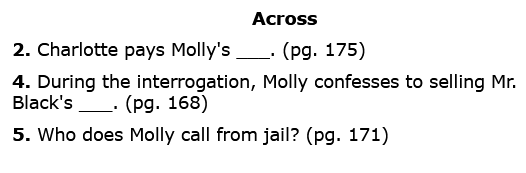 Across
2. Charlotte pays Molly's ___. (pg. 175)
4. During the interrogation, Molly confesses to selling Mr.
Black's ___. (pg. 168)
5. Who does Molly call from jail? (pg. 171)